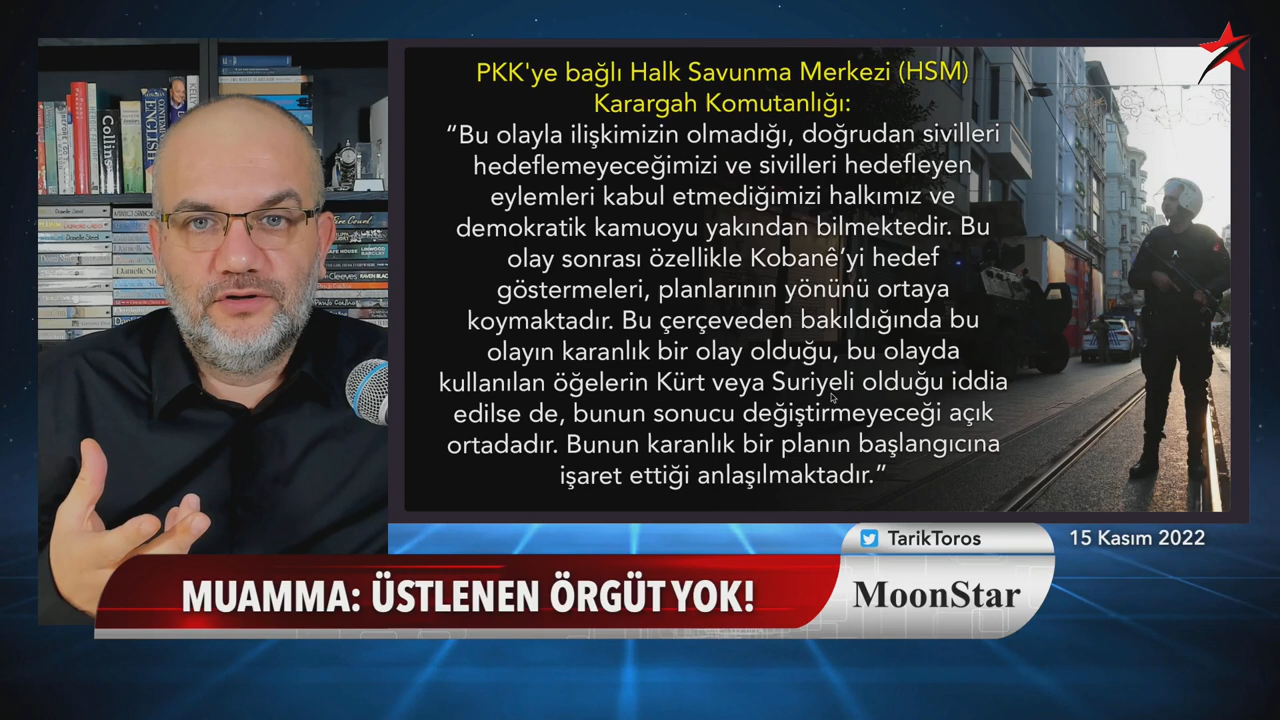 PKK'ye bağlı Halk Savunma Merkezi (HSM)
Karargah Komutanlığı:
“Bu olayla ilişkimizin olmadığı, doğrudan sivilleri
hedeflemeyeceğimizi ve sivilleri hedefleyen
eylemleri kabul etmediğimizi halkımız ve
demokratik kamuoyu yakından bilmektedir. Bu
olay sonrası özellikle Kobanê’yi hedef
göstermeleri, planlarının yönünü ortaya
koymaktadır. Bu çerçeveden bakıldığında bu
olayın karanlık bir olay olduğu, bu olayda
kullanılan öğelerin Kürt veya Suriyeli olduğu iddia
edilse de, bunun sonucu değiştirmeyeceği açık
ortadadır. Bunun karanlık bir planın başlangıcına
işaret ettiği anlaşılmaktadır.”
TarikToros
15 Kasım 2022
MUAMMA: ÜSTLENEN ÖRGÜT YOK!
MoonStar
Collins
ENGLISH
Danielle Steel